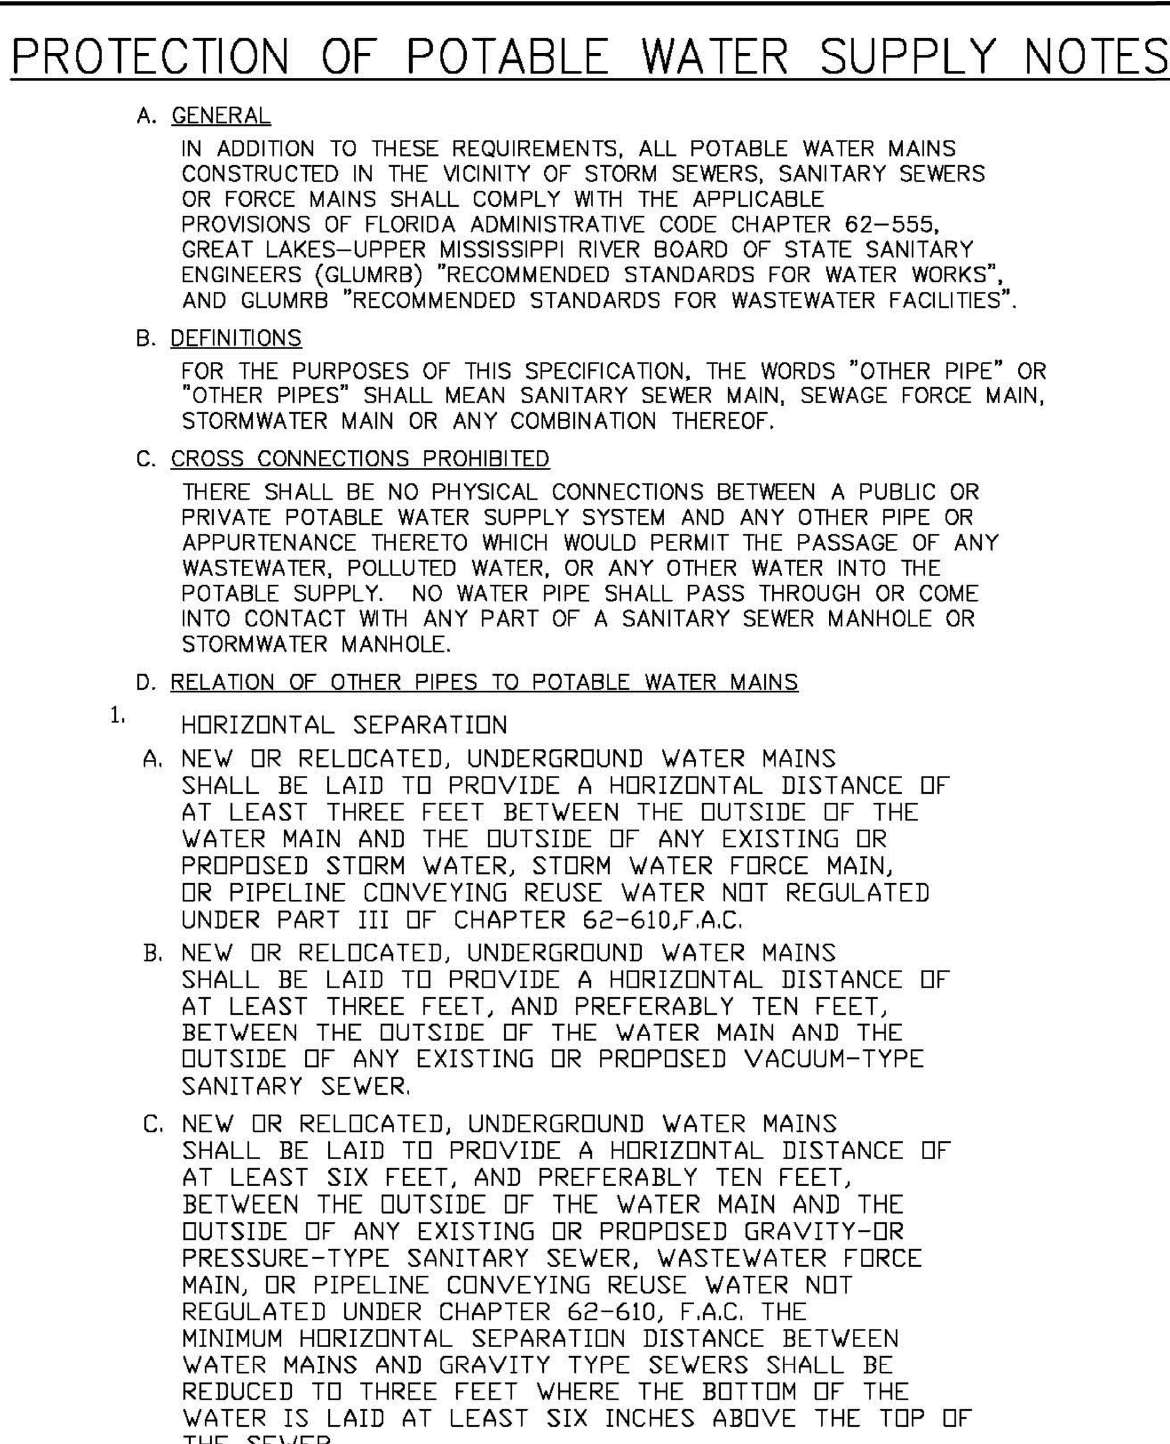 PROTECTION OF POTABLE WATER SUPPLY NOTES
A. GENERAL
IN ADDITION TO THESE REQUIREMENTS, ALL POTABLE WATER MAINS
CONSTRUCTED IN THE VICINITY OF STORM SEWERS, SANITARY SEWERS
OR FORCE MAINS SHALL COMPLY WITH THE APPLICABLE
PROVISIONS OF FLORIDA ADMINISTRATIVE CODE CHAPTER 62-555,
GREAT LAKES-UPPER MISSISSIPPI RIVER BOARD OF STATE SANITARY
ENGINEERS (GLUMRB) "RECOMMENDED STANDARDS FOR WATER WORKS",
AND GLUMRB "RECOMMENDED STANDARDS FOR WASTEWATER FACILITIES".
B. DEFINITIONS
FOR THE PURPOSES OF THIS SPECIFICATION, THE WORDS "OTHER PIPE" OR
"OTHER PIPES" SHALL MEAN SANITARY SEWER MAIN, SEWAGE FORCE MAIN,
STORMWATER MAIN OR ANY COMBINATION THEREOF.
C. CROSS CONNECTIONS PROHIBITED
THERE SHALL BE NO PHYSICAL CONNECTIONS BETWEEN A PUBLIC OR
PRIVATE POTABLE WATER SUPPLY SYSTEM AND ANY OTHER PIPE OR
APPURTENANCE THERETO WHICH WOULD PERMIT THE PASSAGE OF ANY
WASTEWATER, POLLUTED WATER, OR ANY OTHER WATER INTO THE
POTABLE SUPPLY. NO WATER PIPE SHALL PASS THROUGH OR COME
INTO CONTACT WITH ANY PART OF A SANITARY SEWER MANHOLE OR
STORMWATER MANHOLE.
D. RELATION OF OTHER PIPES TO POTABLE WATER MAINS
1. HORIZONTAL SEPARATION
A. NEW OR RELOCATED, UNDERGROUND WATER MAINS
SHALL BE LAID TO PROVIDE A HORIZONTAL DISTANCE OF
AT LEAST THREE FEET BETWEEN THE OUTSIDE OF THE
WATER MAIN AND THE OUTSIDE OF ANY EXISTING OR
PROPOSED STORM WATER, STORM WATER FORCE MAIN,
OR PIPELINE CONVEYING REUSE WATER NOT REGULATED
UNDER PART III OF CHAPTER 62-610,F.A.C.
B. NEW OR RELOCATED, UNDERGROUND WATER MAINS
SHALL BE LAID TO PROVIDE A HORIZONTAL DISTANCE OF
AT LEAST THREE FEET, AND PREFERABLY TEN FEET,
BETWEEN THE OUTSIDE OF THE WATER MAIN AND THE
OUTSIDE OF ANY EXISTING OR PROPOSED VACUUM-TYPE
SANITARY SEWER.
C. NEW OR RELOCATED, UNDERGROUND WATER MAINS
SHALL BE LAID TO PROVIDE A HORIZONTAL DISTANCE OF
AT LEAST SIX FEET, AND PREFERABLY TEN FEET,
BETWEEN THE OUTSIDE OF THE WATER MAIN AND THE
OUTSIDE OF ANY EXISTING OR PROPOSED GRAVITY-OR
PRESSURE-TYPE SANITARY SEWER, WASTEWATER FORCE
MAIN, OR PIPELINE CONVEYING REUSE WATER NOT
REGULATED UNDER CHAPTER 62-610, F.A.C. THE
MINIMUM HORIZONTAL SEPARATION DISTANCE BETWEEN
WATER MAINS AND GRAVITY TYPE SEWERS SHALL BE
REDUCED TO THREE FEET WHERE THE BOTTOM OF THE
WATER IS LAID AT LEAST SIX INCHES ABOVE THE TOP OF
THE SEWER